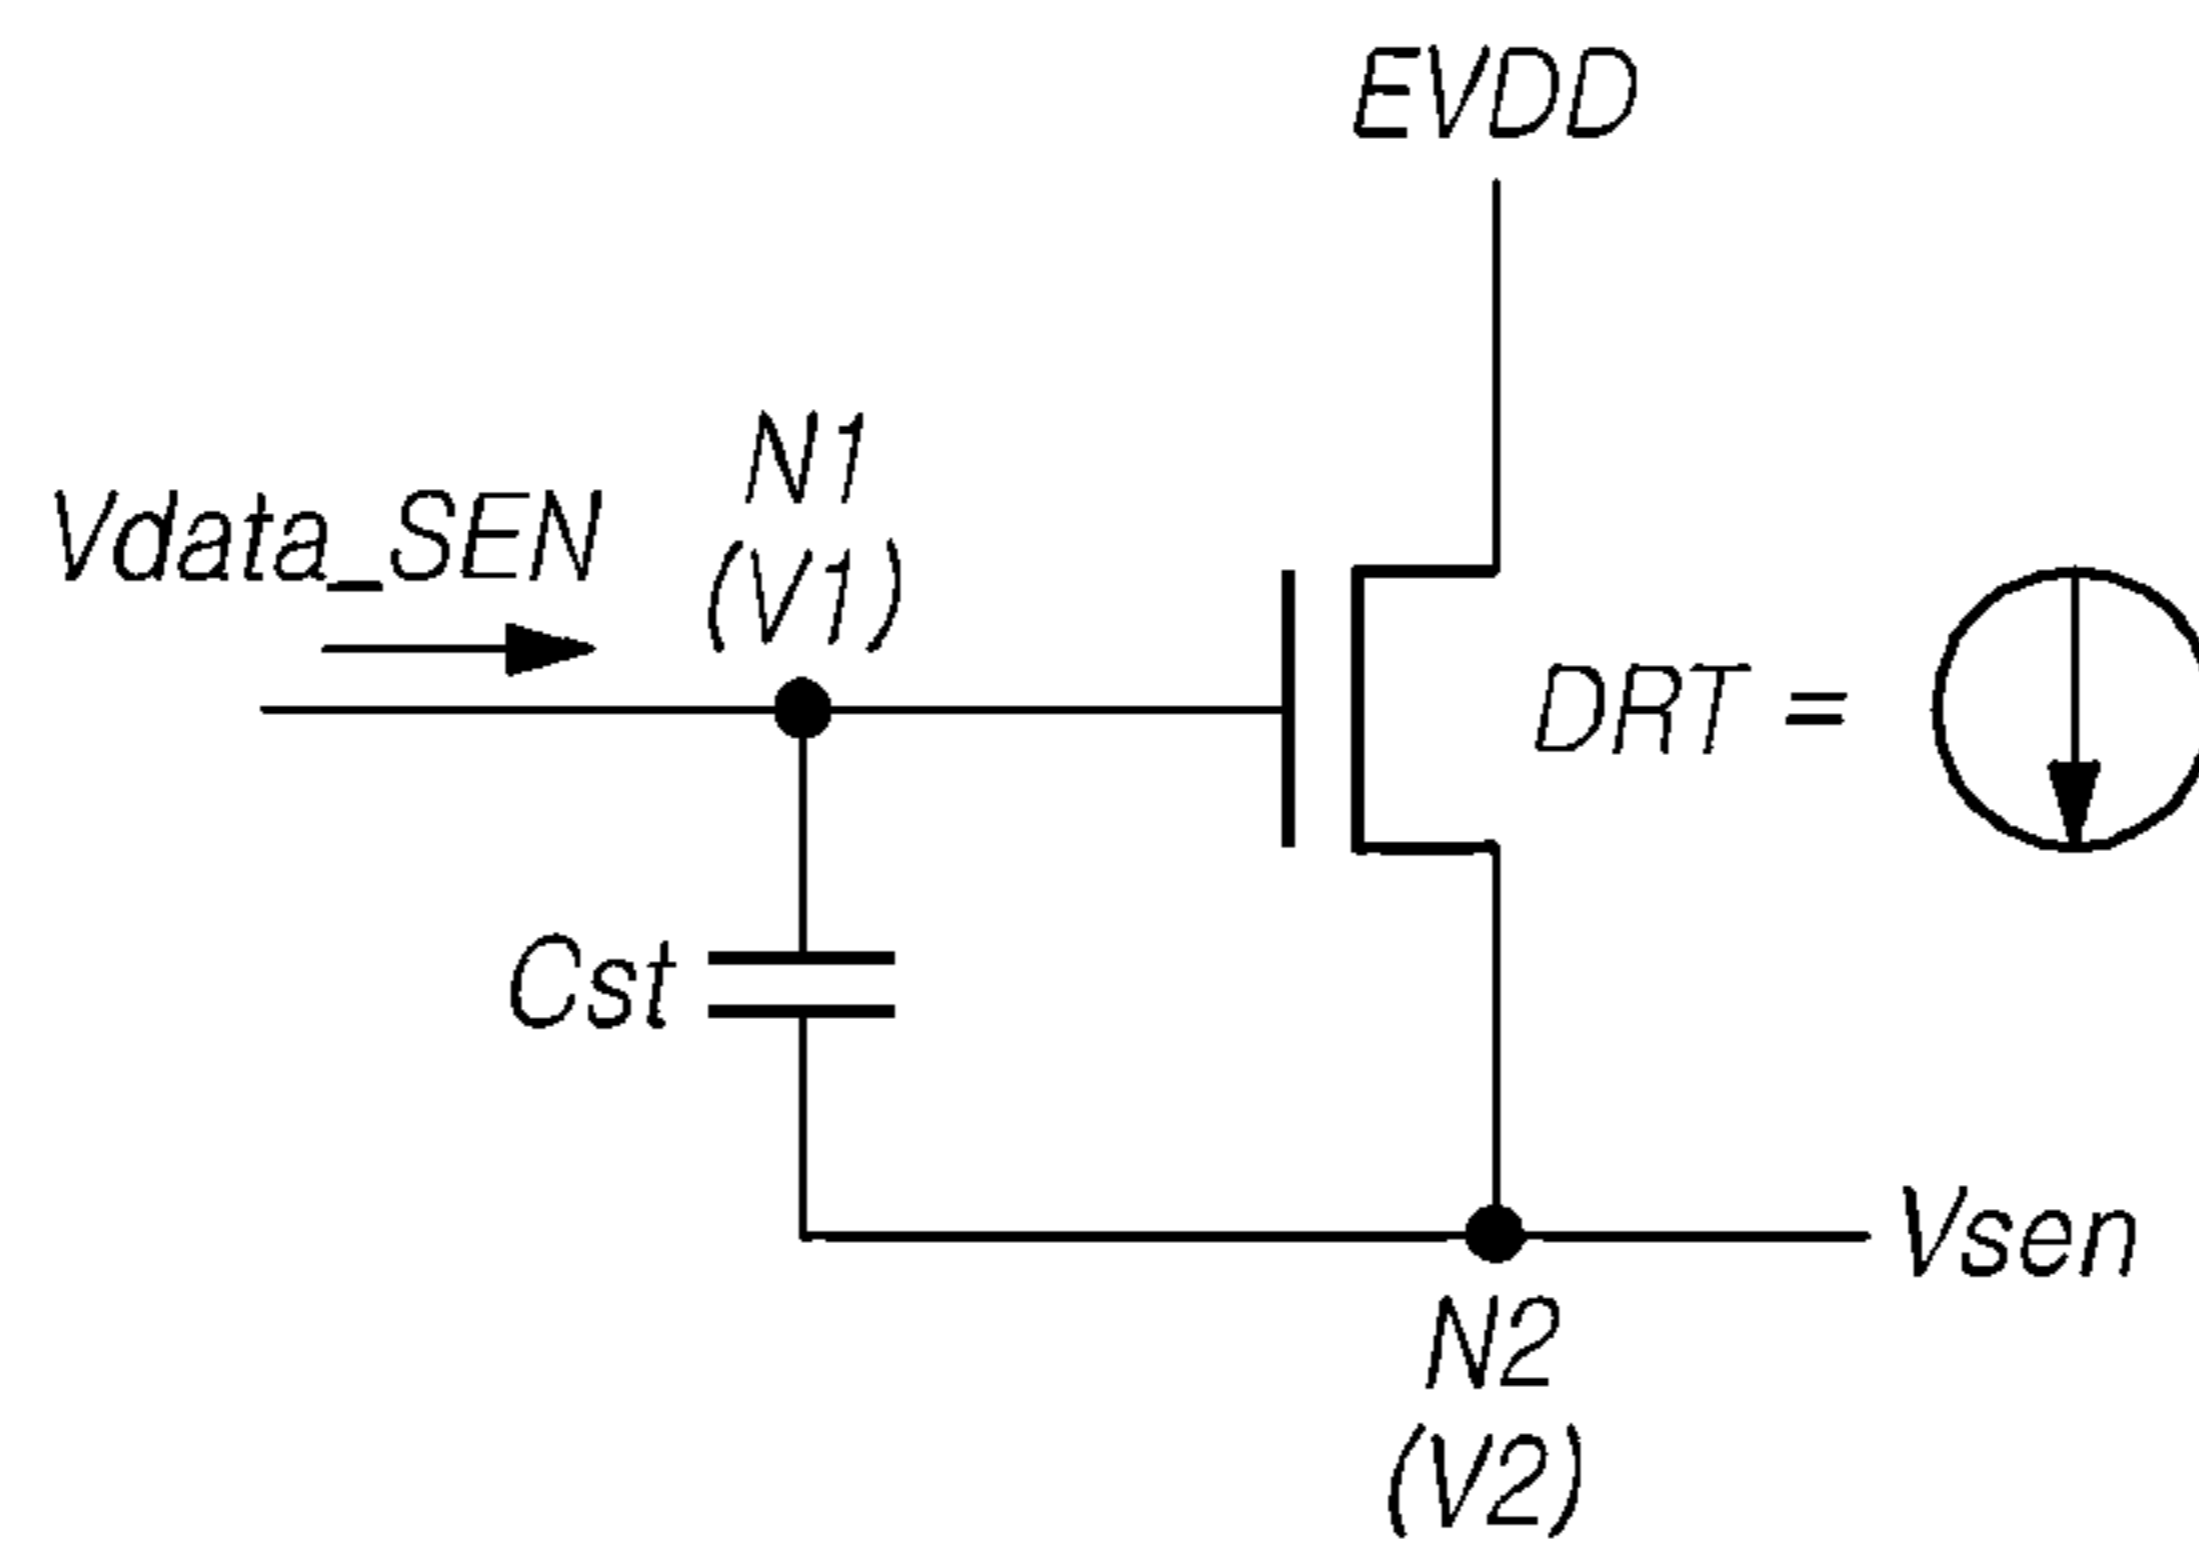 EVDD
N1
Vdata_SEN
(V1)
DRT =
Cst
Vsen
N2
(V2)